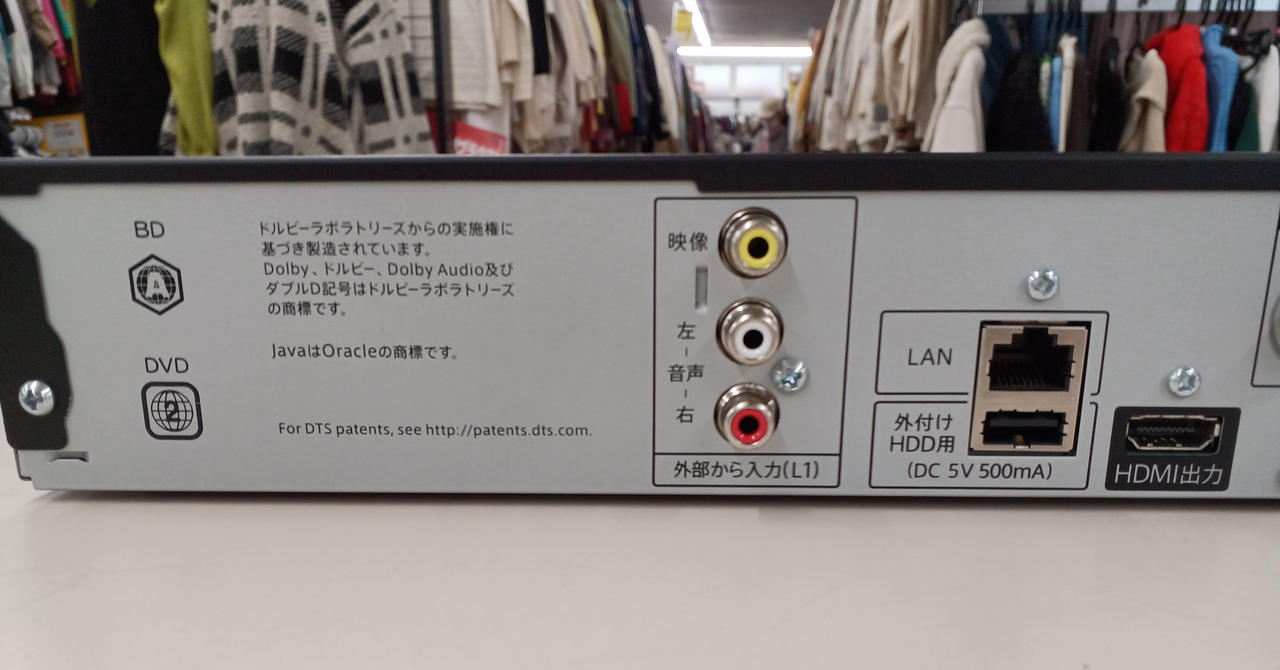 BD
A
DVD
2
ドルビーラボラトリーズからの実施権に
基づき製造されています。
Dolby、ドルビー、Dolby Audio及び
ダブルD記号はドルビーラボラトリーズ
の商標です。
JavaはOracleの商標です。
For DTS patents, see http://patents.dts.com.
映像
左
音声
右
外部から入力(L1)
LAN
外付け
HDD用
(DC 5V 500mA)
HDMI出力